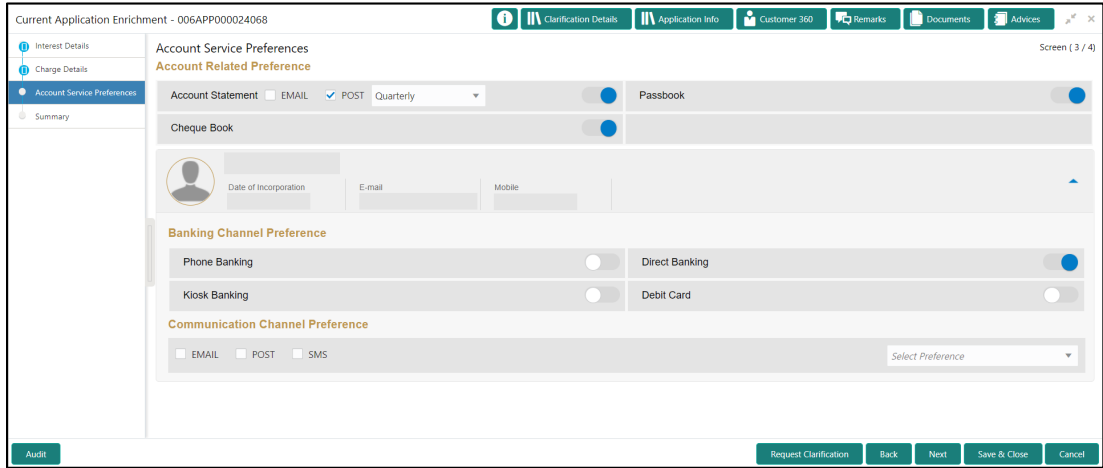 Current Application Enrichment - 006APP000024068
i Clarification Details Application Info Customer 360 Remarks Documents Advices
Interest Details
Charge Details
Account Service Preferences
Summary
Account Service Preferences
Screen ( 3 / 4)
Account Related Preference
Account Statement EMAIL POST Quarterly
Passbook
Cheque Book
Date of Incorporation E-mail Mobile
Banking Channel Preference
Phone Banking Direct Banking
Kiosk Banking Debit Card
Communication Channel Preference
EMAIL POST SMS Select Preference
Audit Request Clarification Back Next Save & Close Cancel